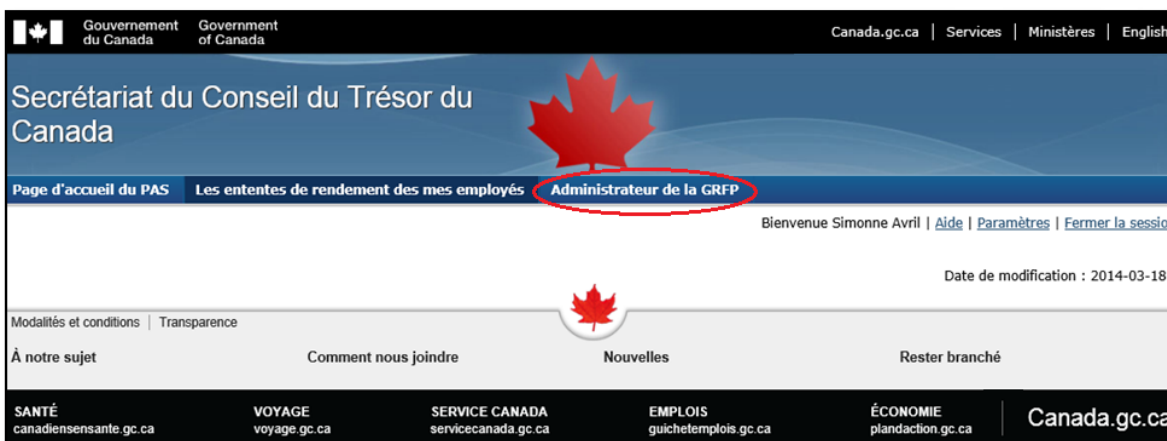 Gouvernement du Canada
Government of Canada
Canada.gc.ca | Services | Ministères | English
Secrétariat du Conseil du Trésor du
Canada
Page d'accueil du PAS Les ententes de rendement des mes employés Administrateur de la GRFP
Bienvenue Simonne Avril | Aide | Paramètres | Fermer la sessio
Date de modification : 2014-03-18
Modalités et conditions | Transparence
À notre sujet Comment nous joindre Nouvelles Rester branché
SANTÉ VOYAGE SERVICE CANADA EMPLOIS ÉCONOMIE
canadiensensante.gc.ca voyage.gc.ca servicecanada.gc.ca guichetemplois.gc.ca plandaction.gc.ca
Canada.gc.ca